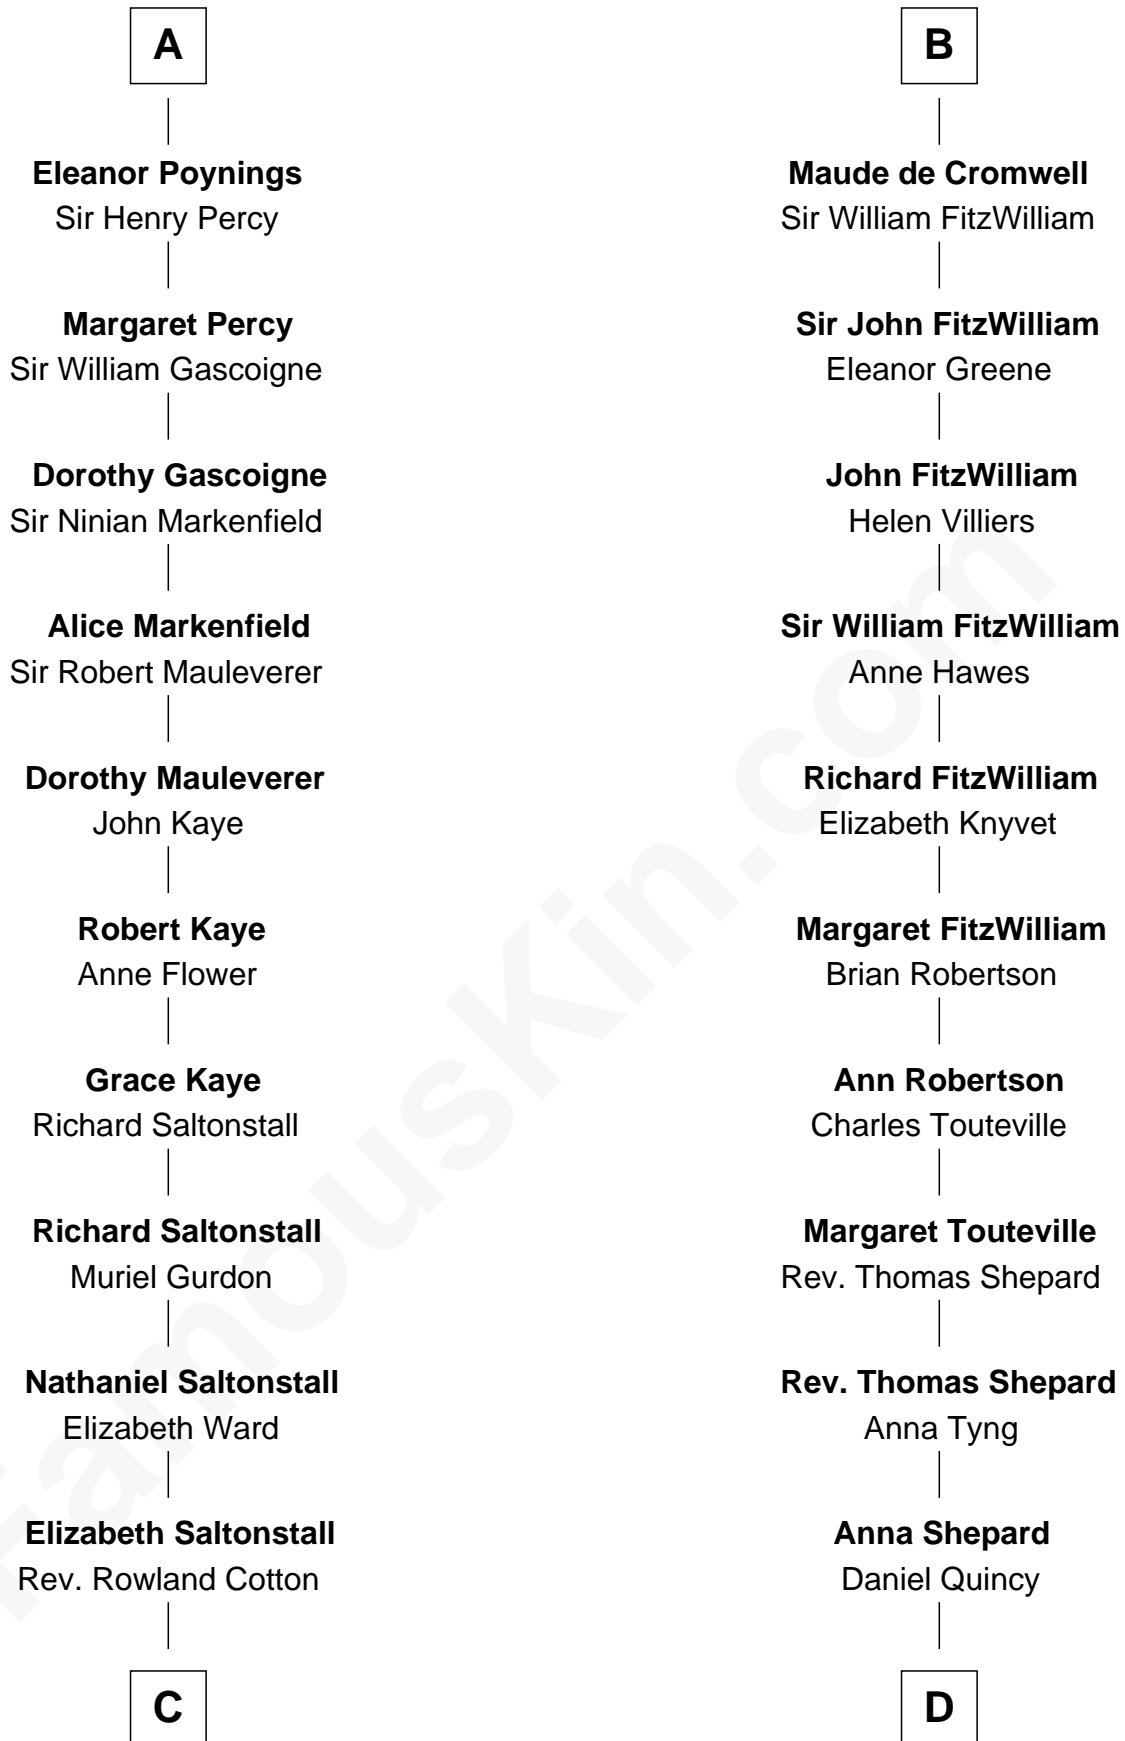 A
Eleanor Poynings
Sir Henry Percy
Margaret Percy
Sir William Gascoigne
Dorothy Gascoigne
Sir Ninian Markenfield
Alice Markenfield
Sir Robert Mauleverer
Dorothy Mauleverer
John Kaye
Robert Kaye
Anne Flower
Grace Kaye
Richard Saltonstall
Richard Saltonstall
Muriel Gurdon
Nathaniel Saltonstall
Elizabeth Ward
Elizabeth Saltonstall
Rev. Rowland Cotton
C
B
Maude de Cromwell
Sir William FitzWilliam
Sir John FitzWilliam
Eleanor Greene
John FitzWilliam
Helen Villiers
Sir William FitzWilliam
Anne Hawes
Richard FitzWilliam
Elizabeth Knyvet
Margaret FitzWilliam
Brian Robertson
Ann Robertson
Charles Touteville
Margaret Touteville
Rev. Thomas Shepard
Rev. Thomas Shepard
Anna Tyng
Anna Shepard
Daniel Quincy
D
FamousKin.com